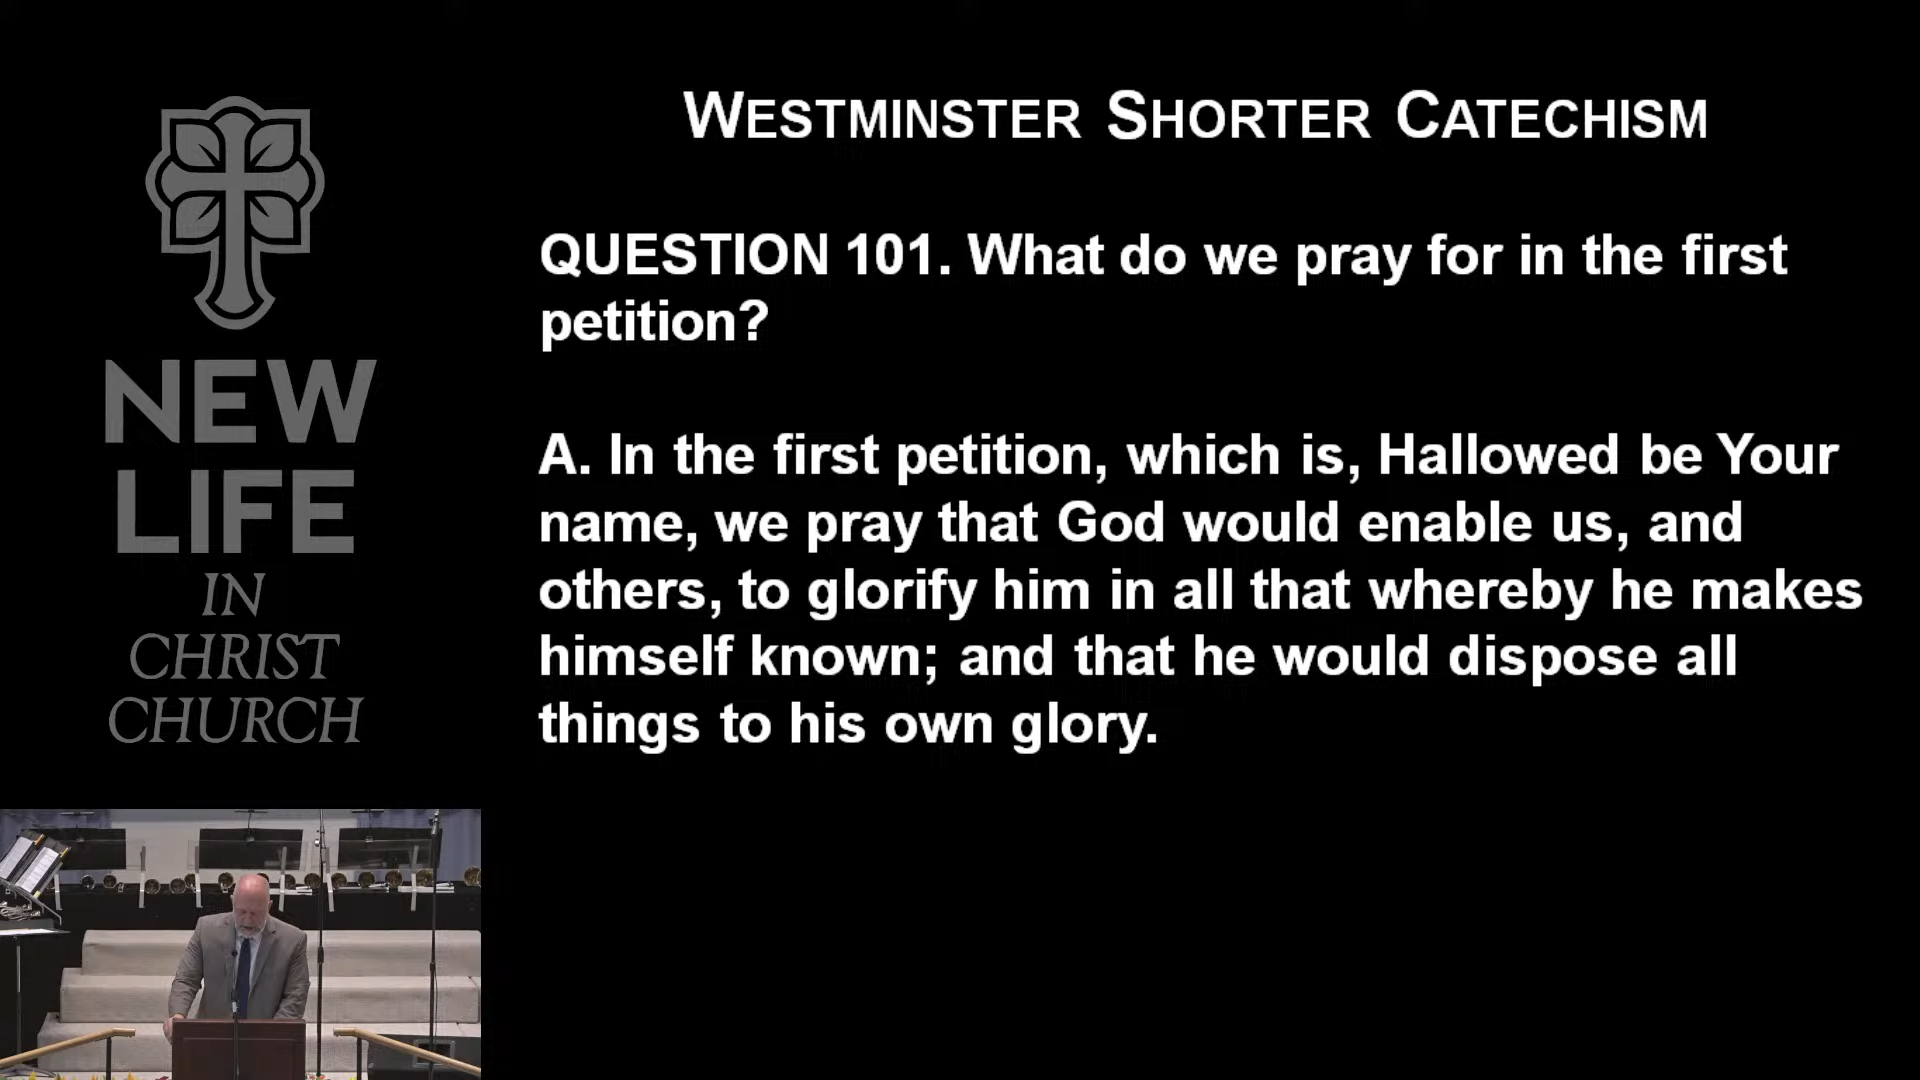 WESTMINSTER SHORTER CATECHISM
QUESTION 101. What do we pray for in the first
petition?
A. In the first petition, which is, Hallowed be Your
name, we pray that God would enable us, and
others, to glorify him in all that whereby he makes
himself known; and that he would dispose all
things to his own glory.
NEW
LIFE
IN
CHRIST
CHURCH